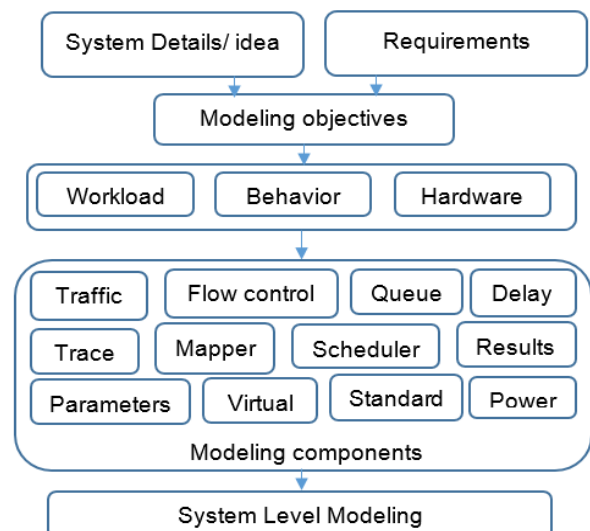 System Details/ idea
Requirements
Modeling objectives
Workload
Behavior
Hardware
Traffic
Flow control
Queue
Delay
Trace
Mapper
Scheduler
Results
Parameters
Virtual
Standard
Power
Modeling components
System Level Modeling